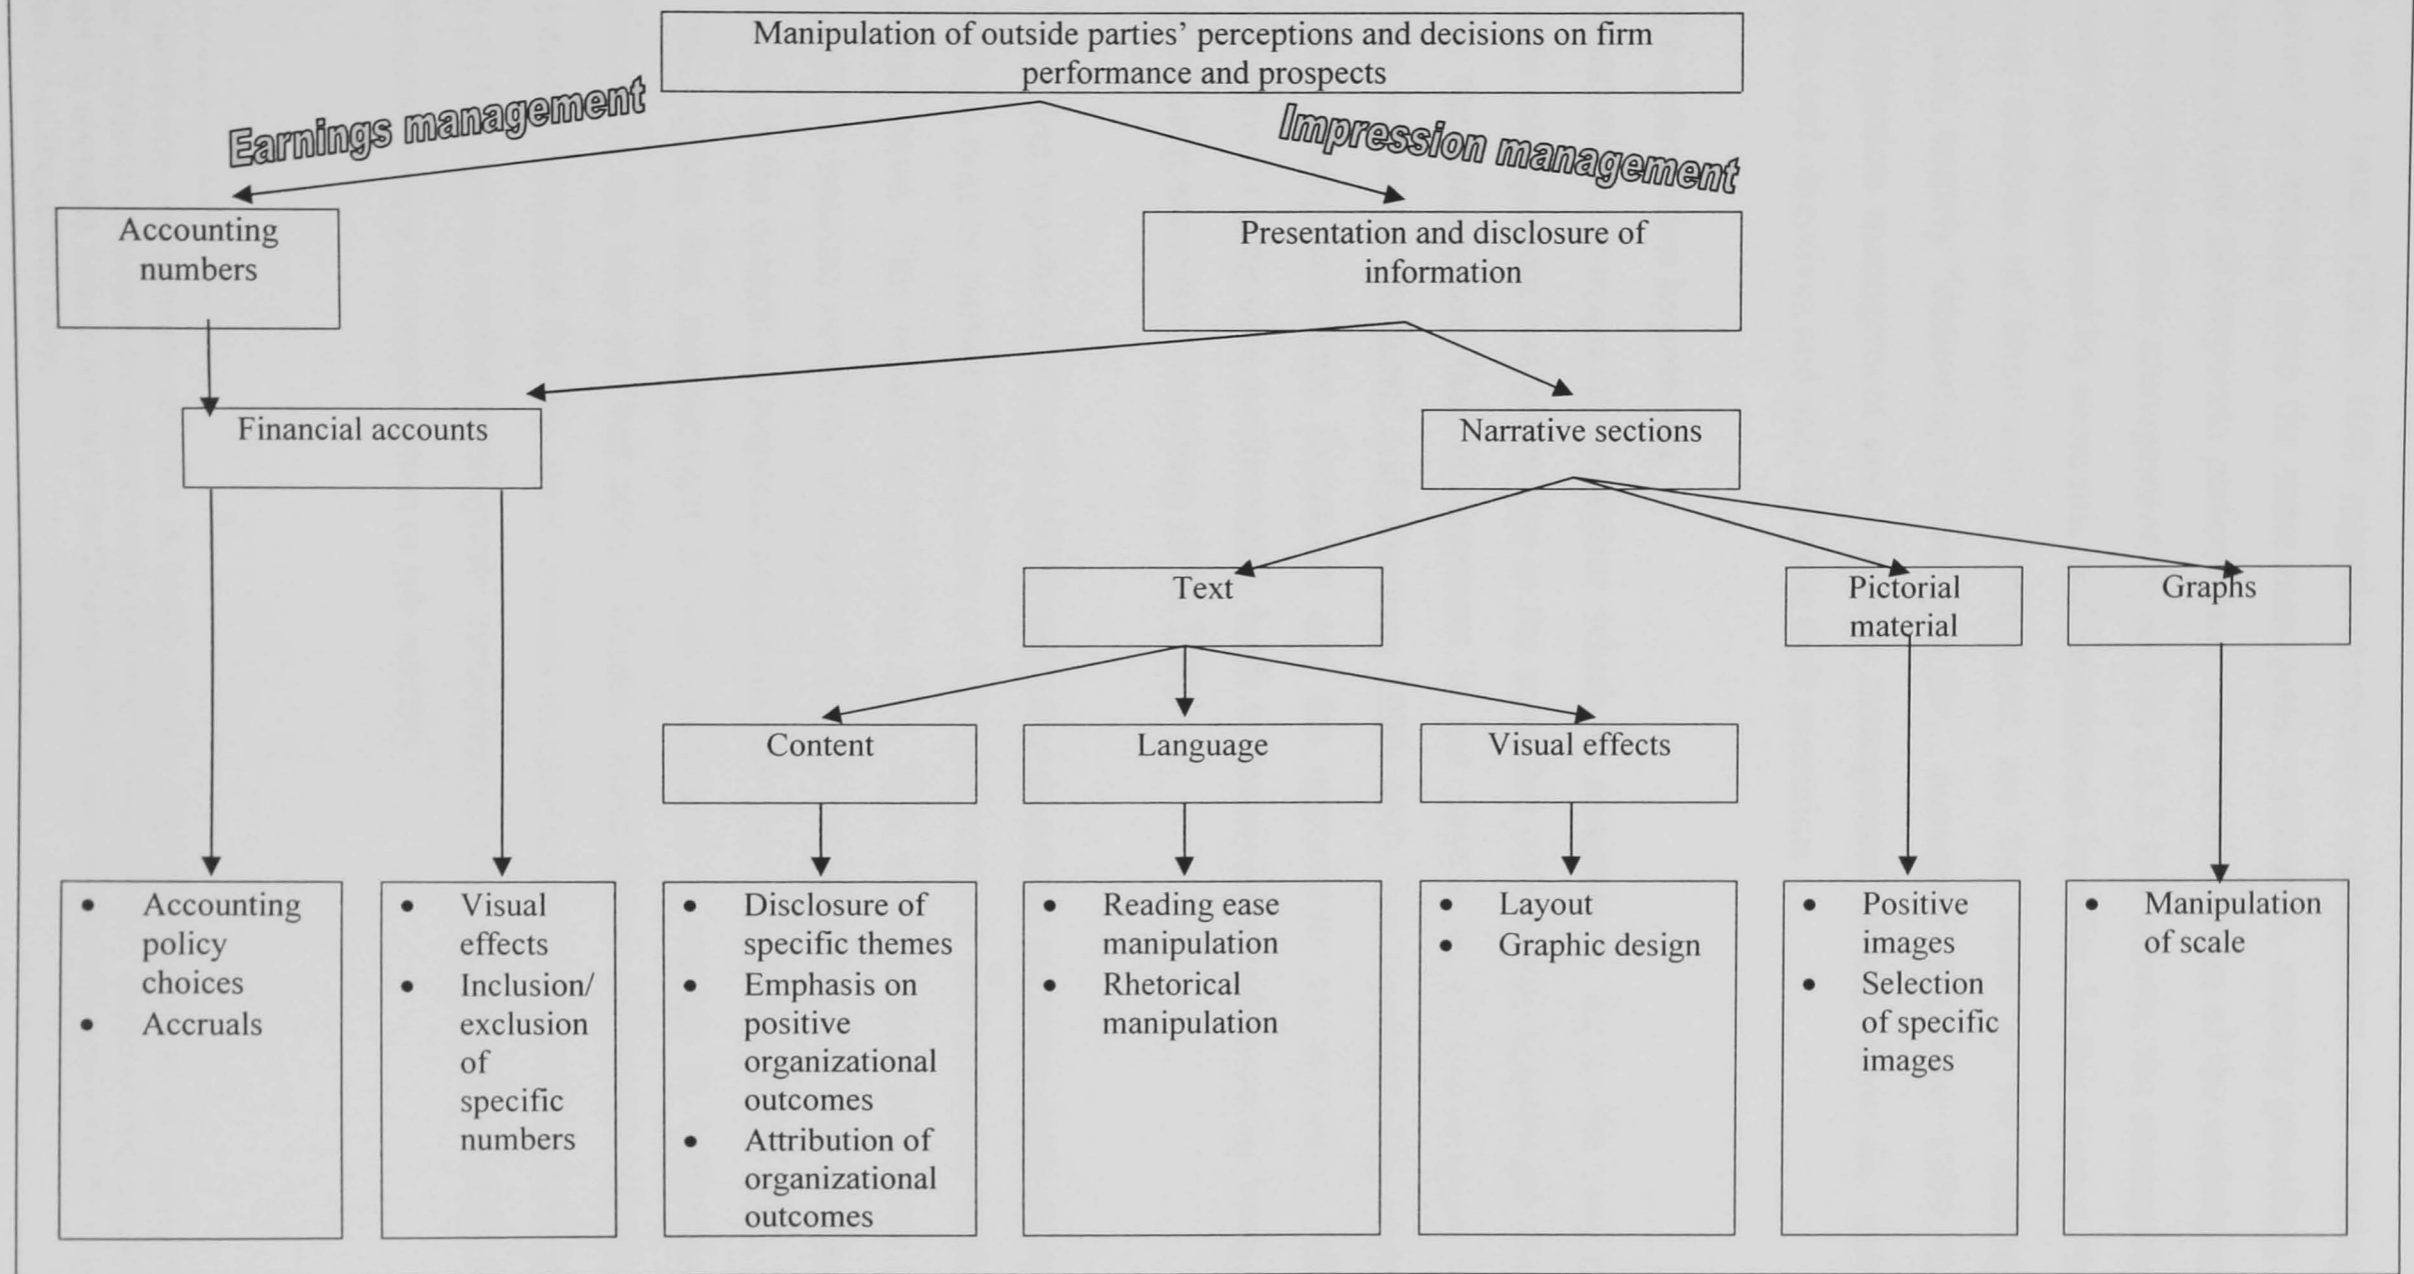 Manipulation of outside parties’ perceptions and decisions on firm
performance and prospects
Earnings management
Impression management
Accounting
numbers
Presentation and disclosure of
information
Financial accounts
Narrative sections
Text
Pictorial
material
Graphs
Content
Language
Visual effects
• Accounting
policy
choices
• Accruals
• Visual
effects
• Inclusion/
exclusion
of
specific
numbers
• Disclosure of
specific themes
• Emphasis on
positive
organizational
outcomes
• Attribution of
organizational
outcomes
• Reading ease
manipulation
• Rhetorical
manipulation
• Layout
• Graphic design
• Positive
images
• Selection
of specific
images
• Manipulation
of scale